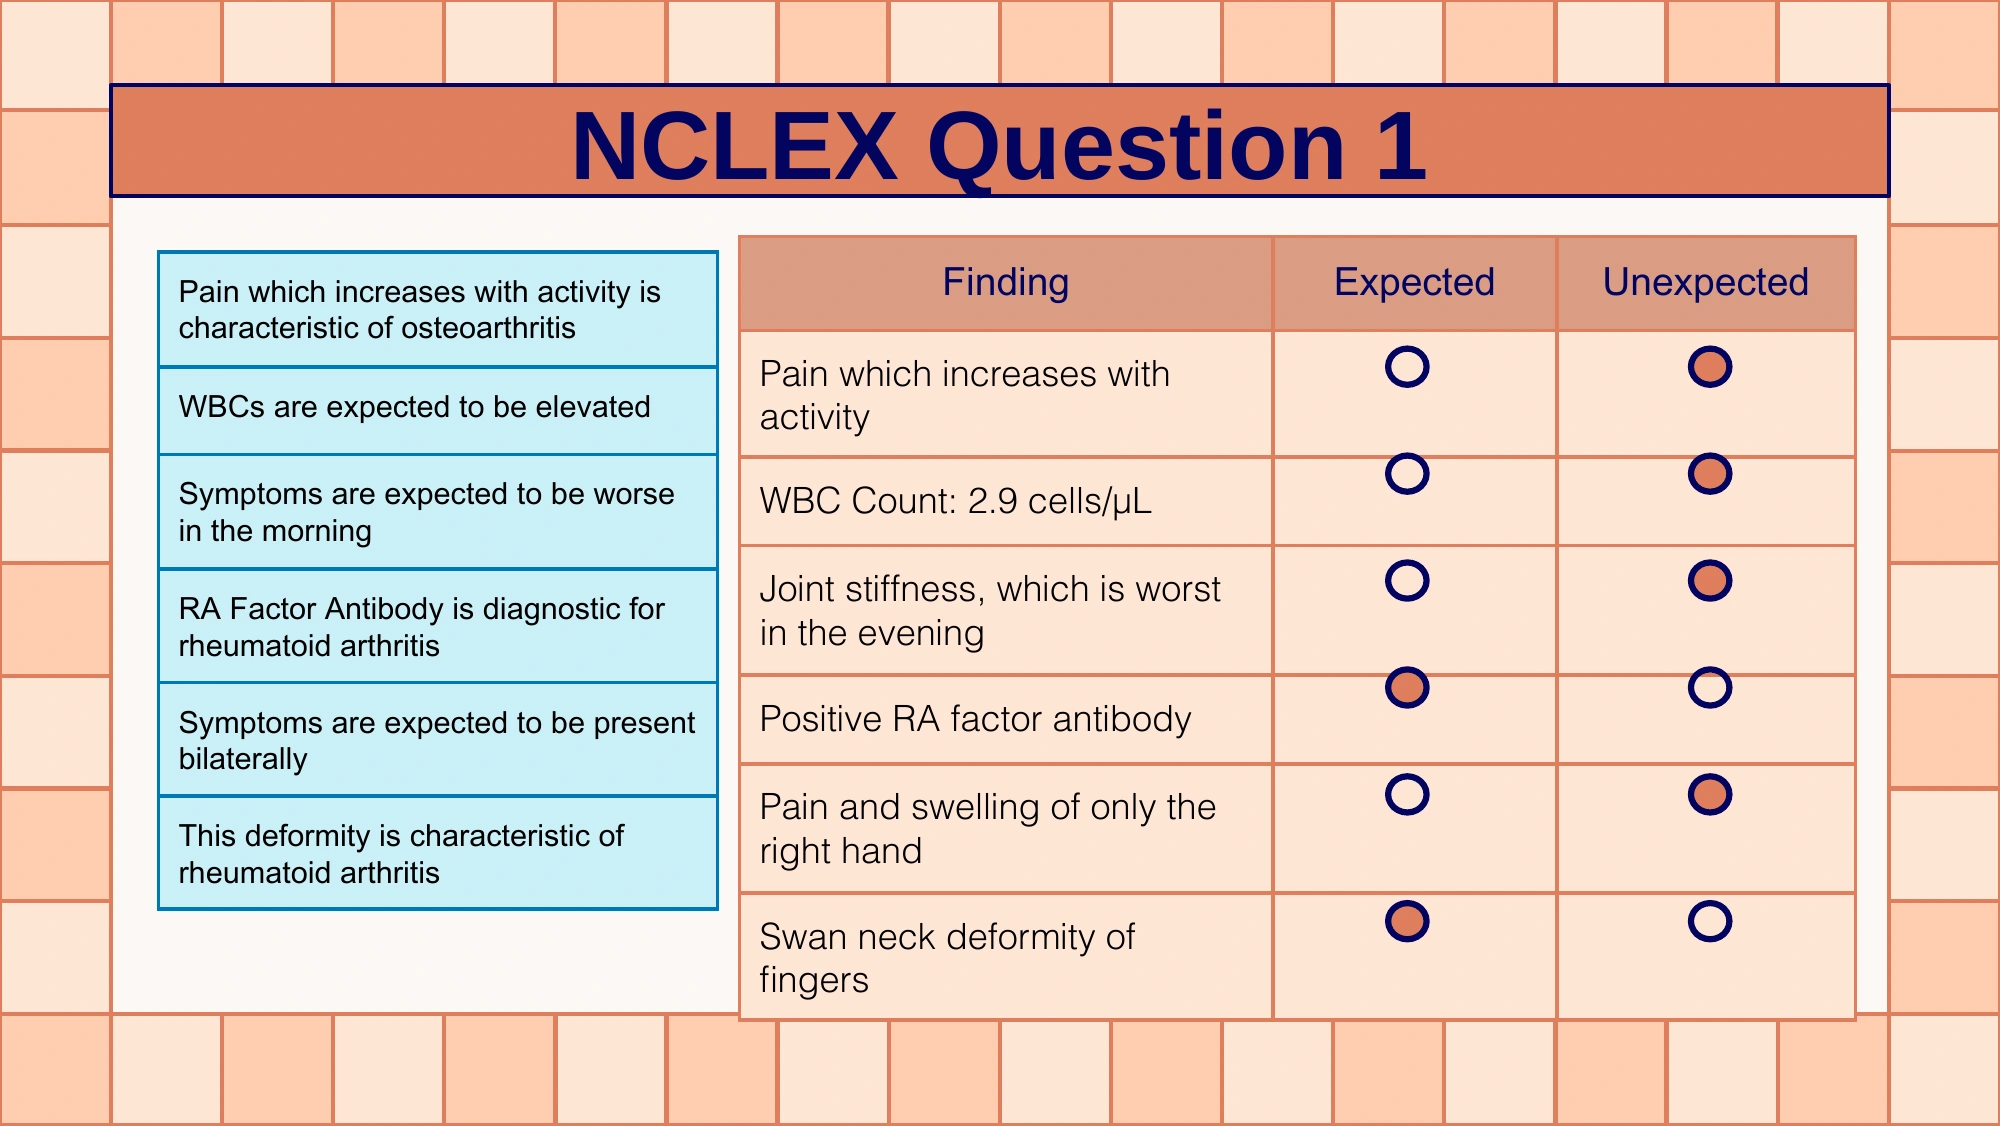 NCLEX Question 1
Pain which increases with activity is
characteristic of osteoarthritis
WBCs are expected to be elevated
Symptoms are expected to be worse
in the morning
RA Factor Antibody is diagnostic for
rheumatoid arthritis
Symptoms are expected to be present
bilaterally
This deformity is characteristic of
rheumatoid arthritis
Finding Expected Unexpected
Pain which increases with
activity
WBC Count: 2.9 cells/µL
Joint stiffness, which is worst
in the evening
Positive RA factor antibody
Pain and swelling of only the
right hand
Swan neck deformity of
fingers